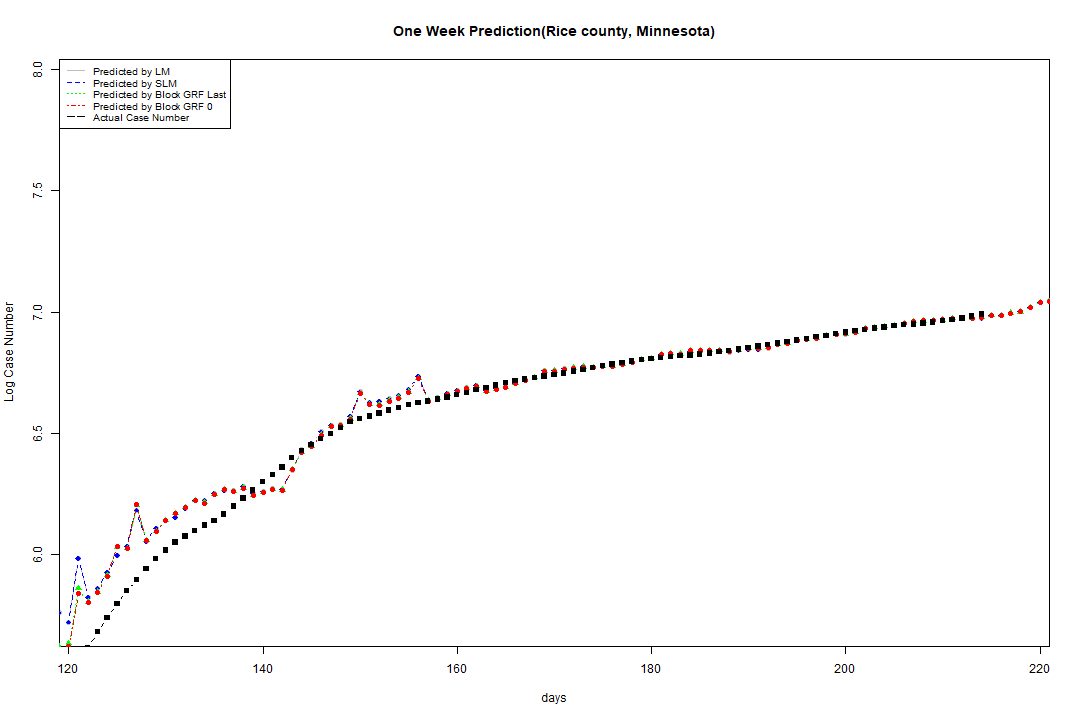 One Week Prediction(Rice county, Minnesota)
Predicted by LM
Predicted by SLM
Predicted by Block GRF Last
Predicted by Block GRF 0
Actual Case Number
8.0
7.5
7.0
6.5
6.0
Log Case Number
120 140 160 180 200 220
days